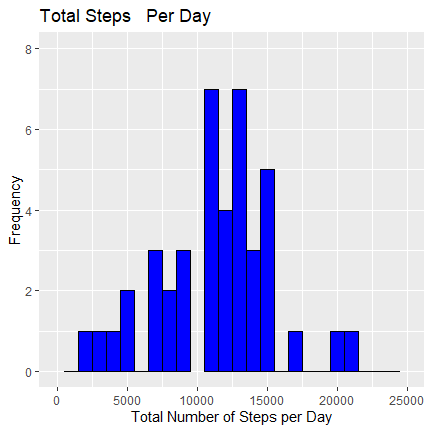 Total Steps   Per Day
8
6
4
2
0
Frequency
0 5000 10000 15000 20000 25000
Total Number of Steps per Day